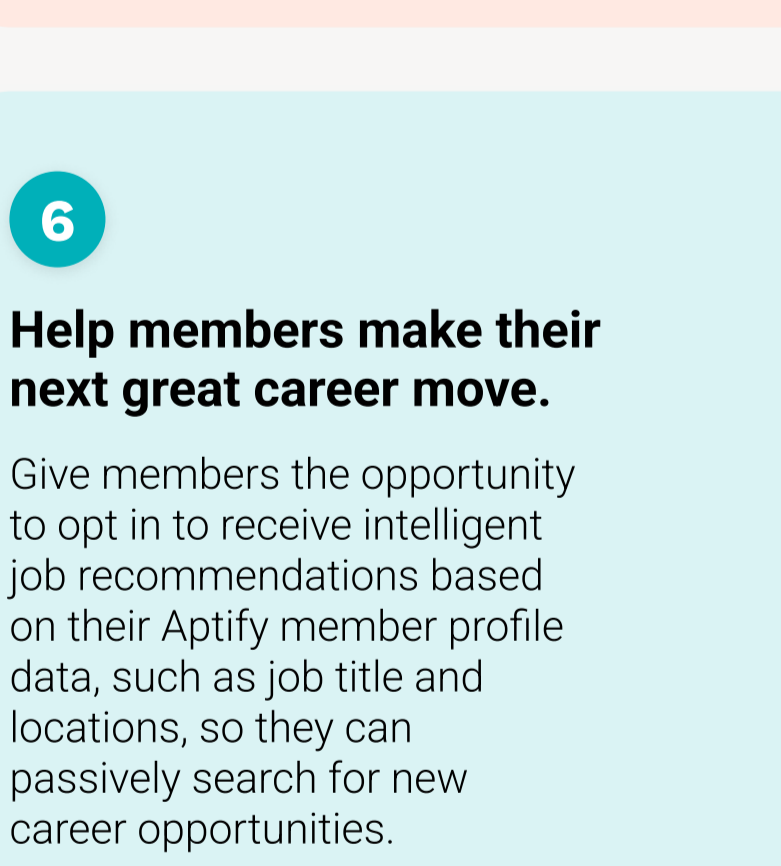 6
Help members make their
next great career move.
Give members the opportunity
to opt in to receive intelligent
job recommendations based
on their Aptify member profile
data, such as job title and
locations, so they can
passively search for new
career opportunities.